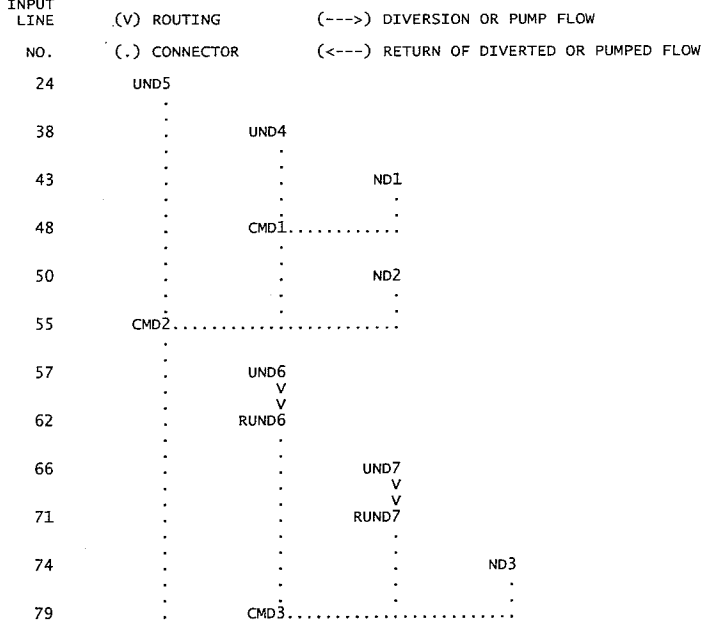 INPUT
LINE (V) ROUTING (--->) DIVERSION OR PUMP FLOW
NO. (.) CONNECTOR (<---) RETURN OF DIVERTED OR PUMPED FLOW
24 UND5
.
.
38 . UND4
. .
. .
43 . . ND1
. . .
. . .
48 . CMD1............
. .
. .
50 . . ND2
. . .
. . .
55 CMD2........................
.
.
57 . UND6
. V
. V
62 . RUND6
. .
. .
66 . . UND7
. . V
. . V
71 . . RUND7
. . .
. . .
74 . . . ND3
. . . .
. . . .
79 . CMD3........................